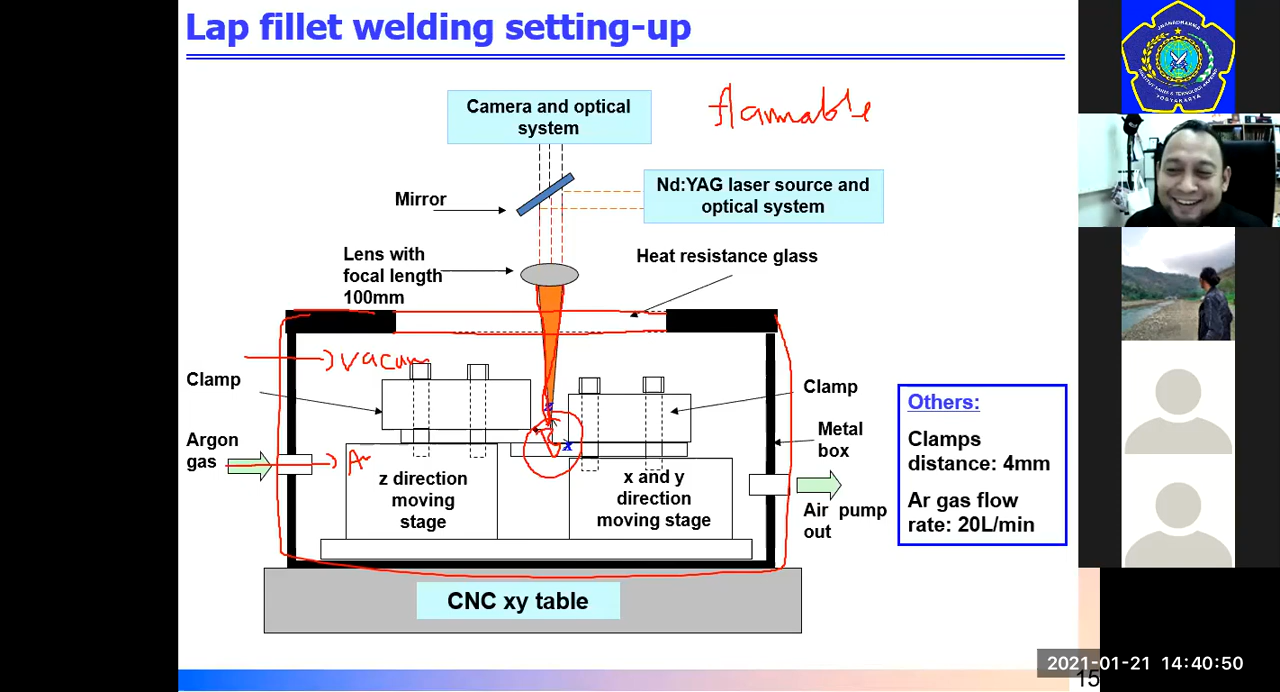 Lap fillet welding setting-up
flammable
Camera and optical
system
Mirror
Nd:YAG laser source and
optical system
Lens with
focal length
100mm
Heat resistance glass
vacum
Clamp
Clamp
Argon
gas
Ar
z
x
Metal
box
z direction
moving
stage
x and y
direction
moving stage
Air pump
out
Others:
Clamps
distance: 4mm
Ar gas flow
rate: 20L/min
CNC xy table
YOGYAKARTA
2021-01-21 14:40:50
15